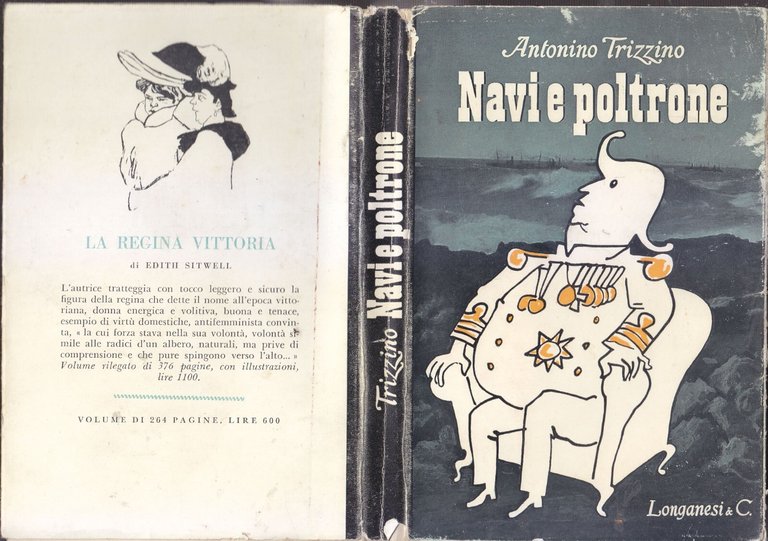 LA REGINA VITTORIA
di EDITH SITWELL
L'autrice tratteggia con tocco leggero e sicuro la
figura della regina che dette il nome all'epoca vitto-
riana, donna energica e volitiva, buona e tenace,
esempio di virtù domestiche, antifemminista convin-
ta, « la cui forza stava nella sua volontà, volontà si-
mile alle radici d'un albero, naturali, ma prive di
comprensione e che pure spingono verso l'alto... »
Volume rilegato di 376 pagine, con illustrazioni,
lire 1100.
VOLUME DI 264 PAGINE, LIRE 600
Trizzino Navi e poltrone
Antonino Trizzino
Navi e poltrone
Longanesi & C.